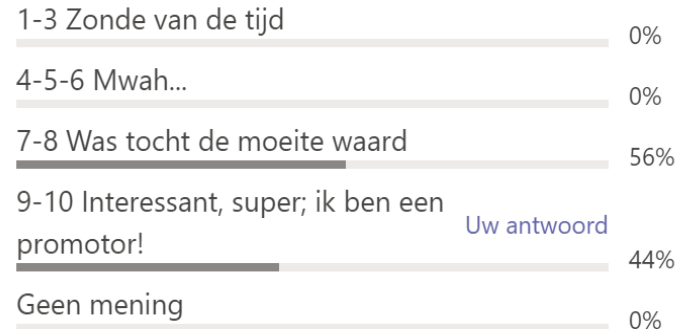 1-3 Zonde van de tijd
0%
4-5-6 Mwah...
0%
7-8 Was tocht de moeite waard
56%
9-10 Interessant, super; ik ben een
promotor!
Uw antwoord
44%
Geen mening
0%